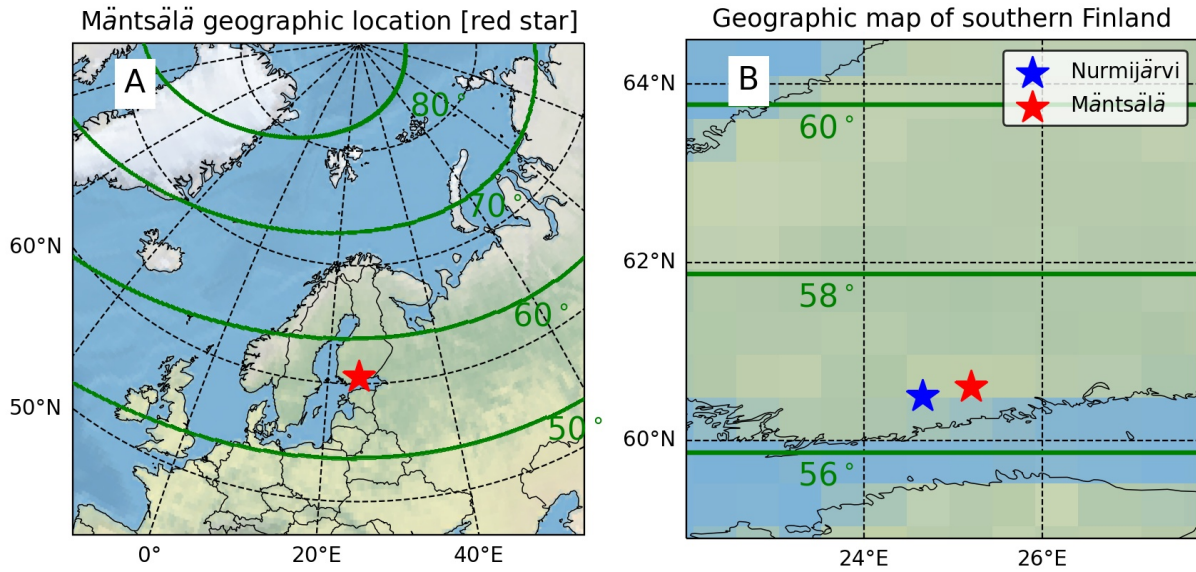 Mäntsälä geographic location [red star]
A
80°
70°
60°
50°
60°N
50°N
0°
20°E
40°E
Geographic map of southern Finland
B
Nurmijärvi
Mäntsälä
64°N
62°N
60°N
60°
58°
56°
24°E
26°E